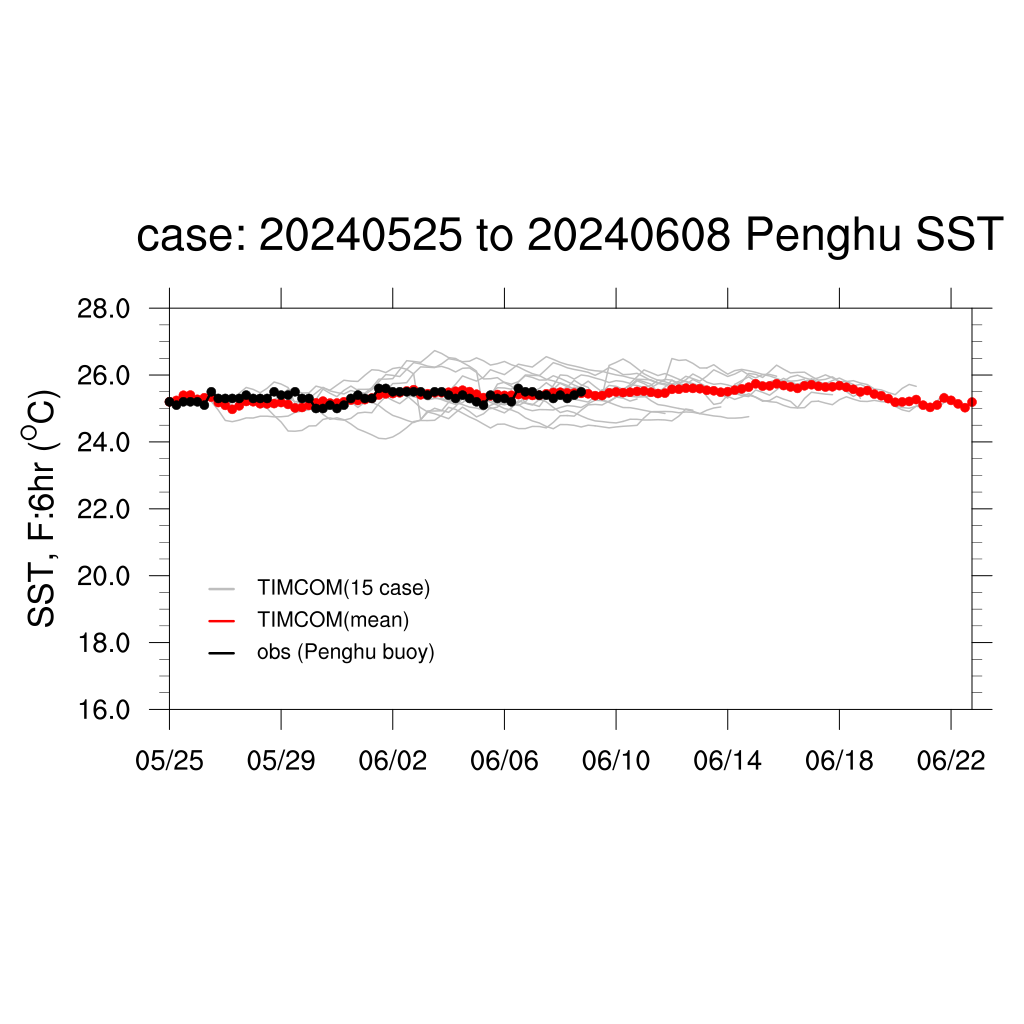 case: 20240525 to 20240608 Penghu SST
SST, F:6hr (°C)
28.0
26.0
24.0
22.0
20.0
18.0
16.0
TIMCOM(15 case)
TIMCOM(mean)
obs (Penghu buoy)
05/25 05/29 06/02 06/06 06/10 06/14 06/18 06/22